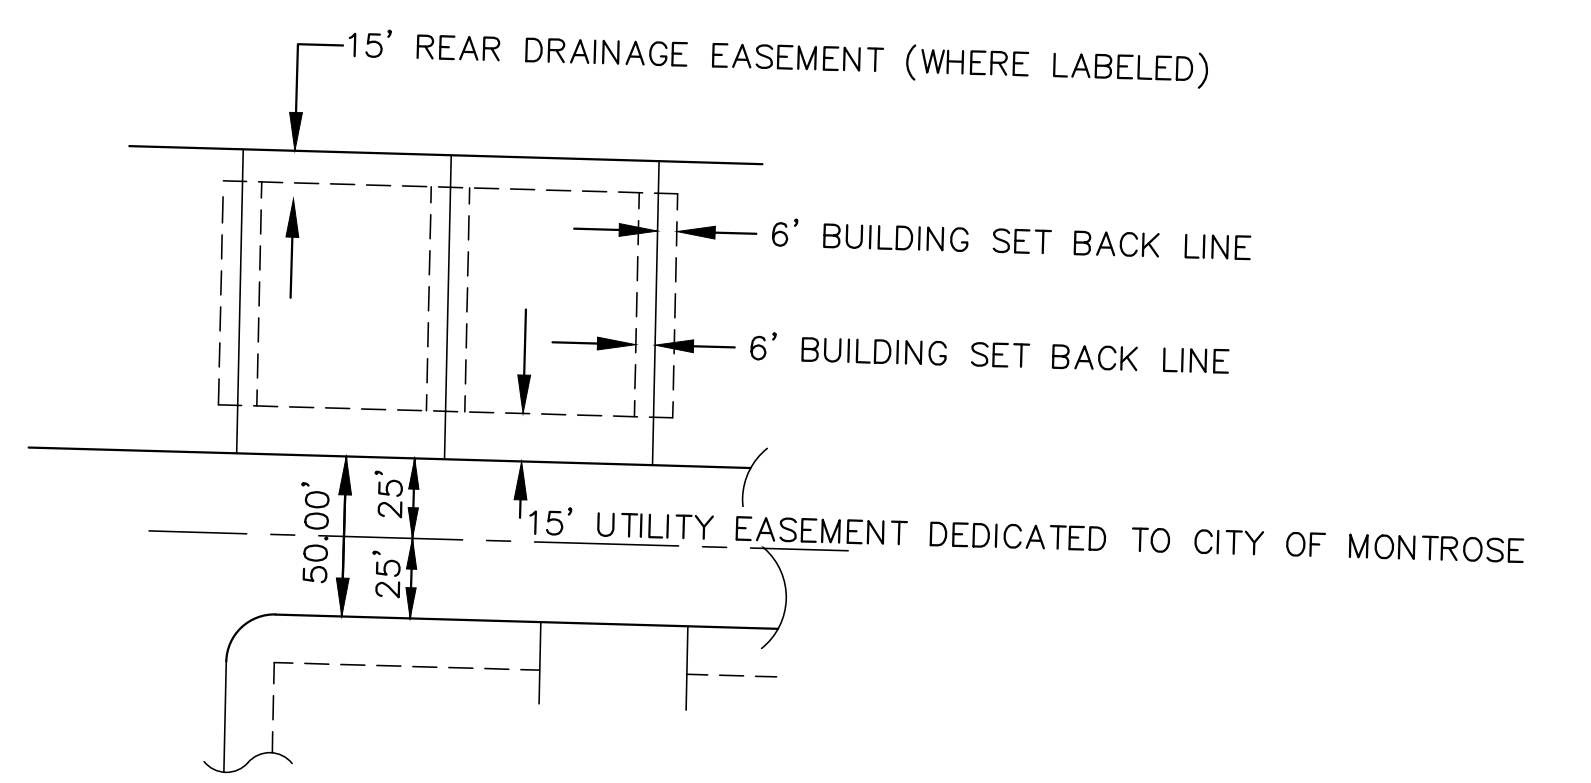 15' REAR DRAINAGE EASEMENT (WHERE LABELED)
6' BUILDING SET BACK LINE
6' BUILDING SET BACK LINE
50.00'
25'
25'
15' UTILITY EASEMENT DEDICATED TO CITY OF MONTROSE